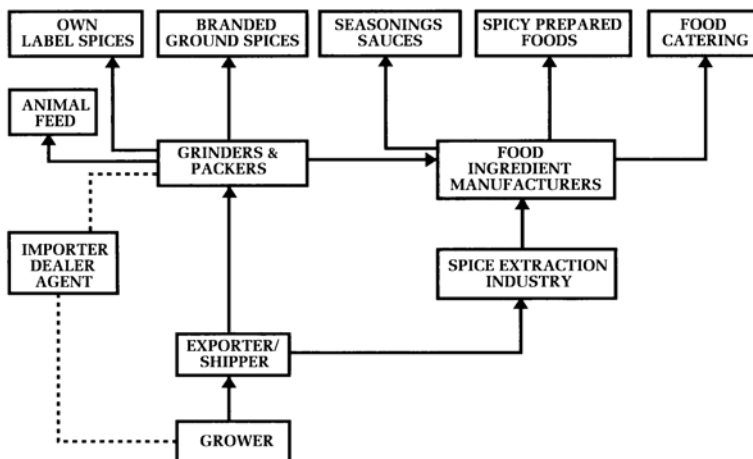 OWN
LABEL SPICES
BRANDED
GROUND SPICES
SEASONINGS
SAUCES
SPICY PREPARED
FOODS
FOOD
CATERING
ANIMAL
FEED
GRINDERS &
PACKERS
FOOD
INGREDIENT
MANUFACTURERS
IMPORTER
DEALER
AGENT
SPICE EXTRACTION
INDUSTRY
EXPORTER/
SHIPPER
GROWER